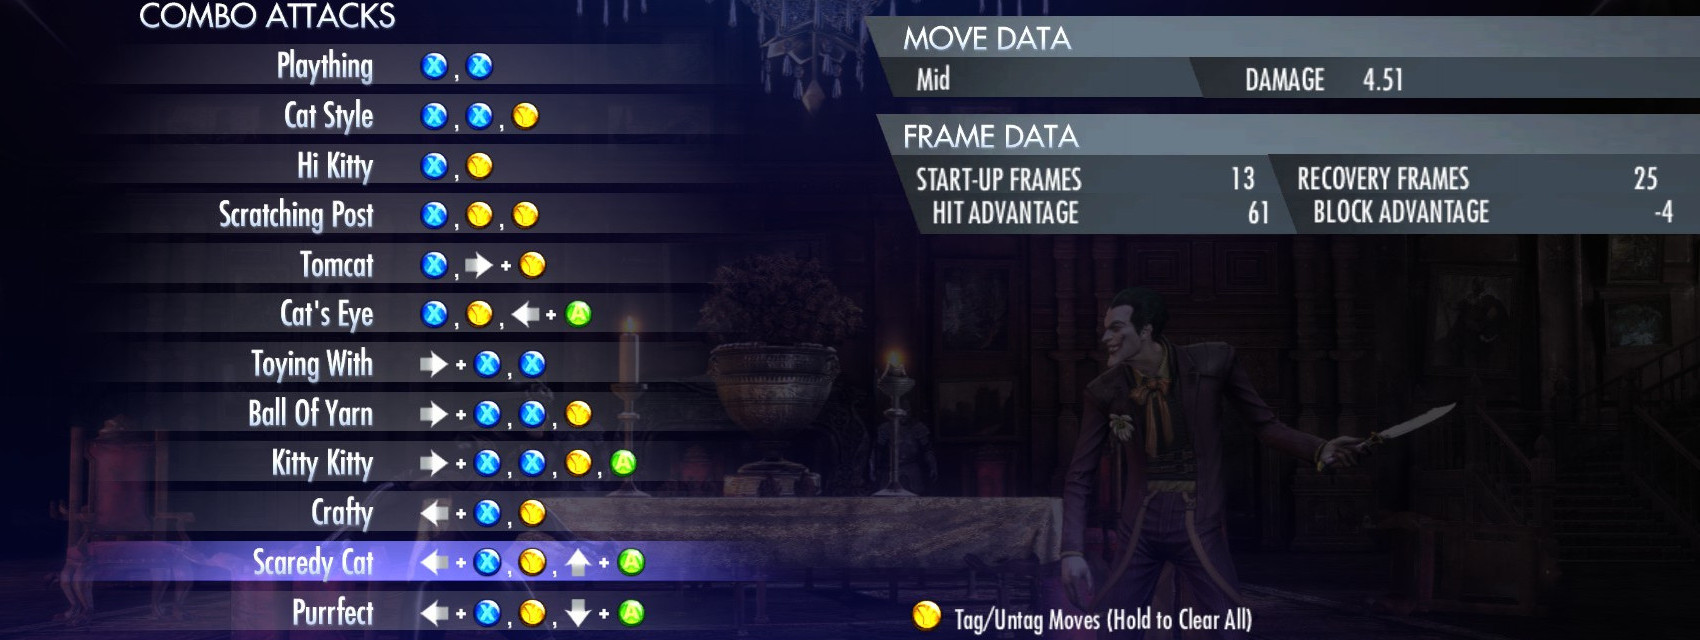 COMBO ATTACKS
Plaything X, X
Cat Style X, X, Y
Hi Kitty X, Y
Scratching Post X, Y, Y
Tomcat X, + Y
Cat's Eye X, Y, + A
Toying With + X, X
Ball Of Yarn + X, X, Y
Kitty Kitty + X, X, Y, A
Crafty + X, Y
Scaredy Cat + X, Y, + A
Purrfect + X, Y, + A
MOVE DATA
Mid DAMAGE 4.51
FRAME DATA
START-UP FRAMES 13 RECOVERY FRAMES 25
HIT ADVANTAGE 61 BLOCK ADVANTAGE -4
Y Tag/Untag Moves (Hold to Clear All)